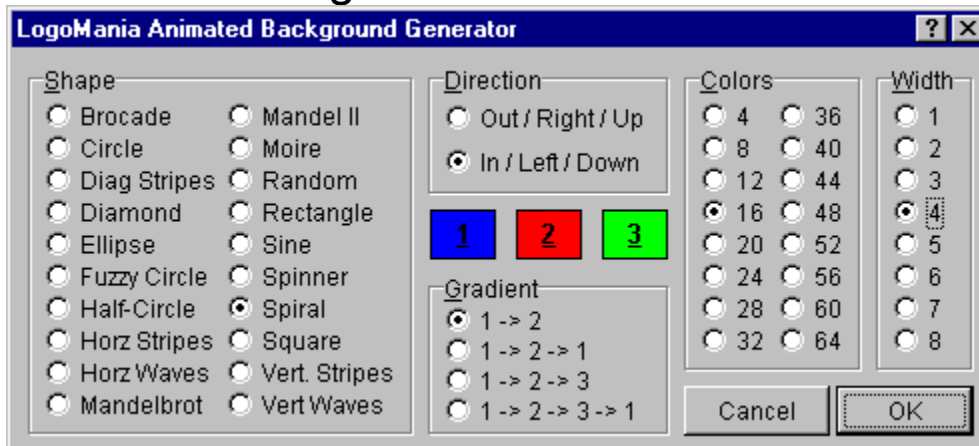 LogoMania Animated Background Generator
Shape
Brocade
Circle
Diag Stripes
Diamond
Ellipse
Fuzzy Circle
Half-Circle
Horz Stripes
Horz Waves
Mandelbrot
Mandel II
Moire
Random
Rectangle
Sine
Spinner
Spiral
Square
Vert. Stripes
Vert Waves
Direction
Out / Right / Up
In / Left / Down
1 2 3
Gradient
1 -> 2
1 -> 2 -> 1
1 -> 2 -> 3
1 -> 2 -> 3 -> 1
Colors
4
8
12
16
20
24
28
32
36
40
44
48
52
56
60
64
Width
1
2
3
4
5
6
7
8
Cancel
OK